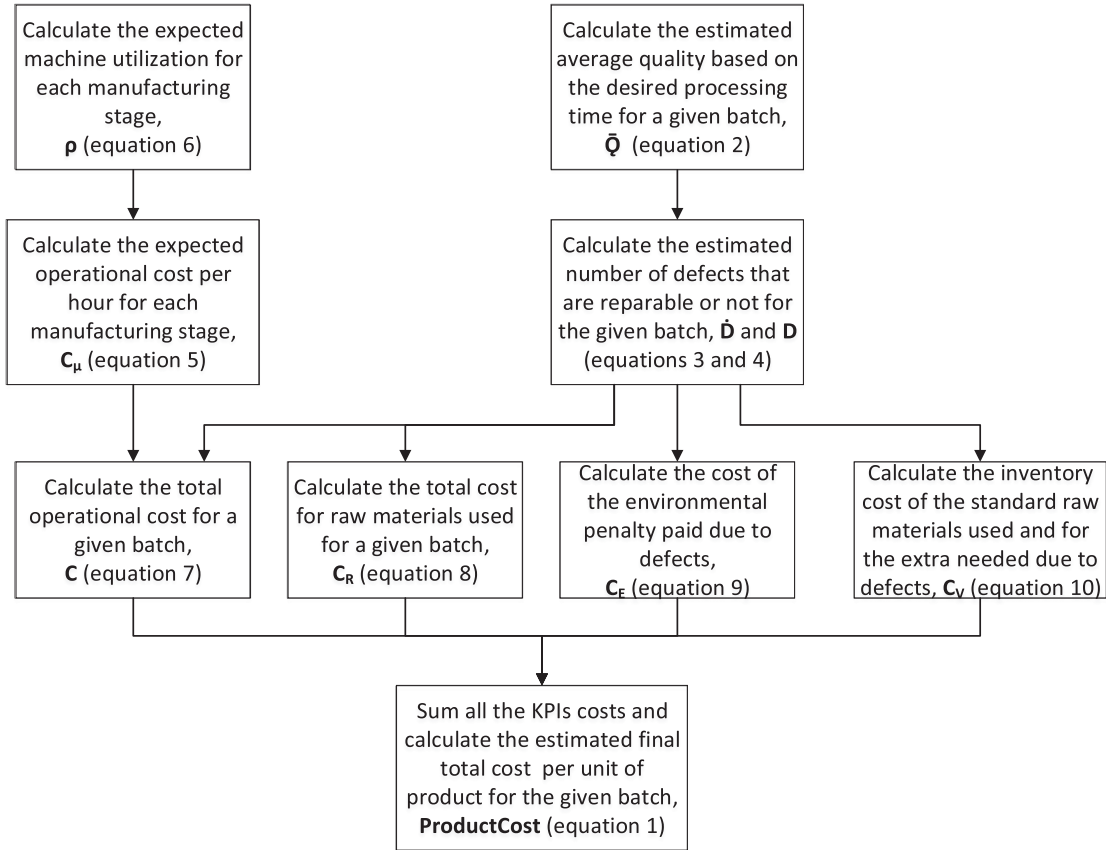 Calculate the expected
machine utilization for
each manufacturing
stage,
ρ (equation 6)
Calculate the estimated
average quality based on
the desired processing
time for a given batch,
Q̄ (equation 2)
Calculate the expected
operational cost per
hour for each
manufacturing stage,
Cμ (equation 5)
Calculate the estimated
number of defects that
are reparable or not for
the given batch, Ḋ and D
(equations 3 and 4)
Calculate the total
operational cost for a
given batch,
C (equation 7)
Calculate the total cost
for raw materials used
for a given batch,
CR (equation 8)
Calculate the cost of
the environmental
penalty paid due to
defects,
CE (equation 9)
Calculate the inventory
cost of the standard raw
materials used and for
the extra needed due to
defects, CV (equation 10)
Sum all the KPIs costs and
calculate the estimated final
total cost per unit of
product for the given batch,
ProductCost (equation 1)